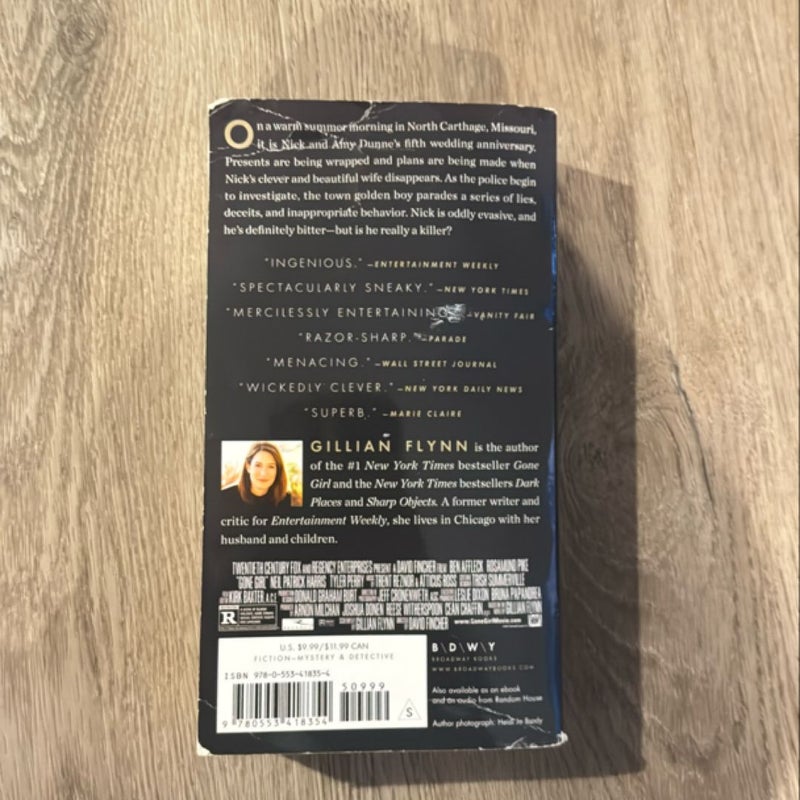 On a warm summer morning in North Carthage, Missouri,
it is Nick and Amy Dunne's fifth wedding anniversary.
Presents are being wrapped and plans are being made when
Nick's clever and beautiful wife disappears. As the police begin
to investigate, the town golden boy parades a series of lies,
deceits, and inappropriate behavior. Nick is oddly evasive, and
he's definitely bitter—but is he really a killer?
"INGENIOUS." —ENTERTAINMENT WEEKLY
"SPECTACULARLY SNEAKY." —NEW YORK TIMES
"MERCILESSLY ENTERTAINING —VANITY FAIR
"RAZOR-SHARP." —PARADE
"MENACING." —WALL STREET JOURNAL
"WICKEDLY CLEVER." —NEW YORK DAILY NEWS
"SUPERB." —MARIE CLAIRE
GILLIAN FLYNN is the author
of the #1 New York Times bestseller Gone
Girl and the New York Times bestsellers Dark
Places and Sharp Objects. A former writer and
critic for Entertainment Weekly, she lives in Chicago with her
husband and children.
TWENTIETH CENTURY FOX AND REGENCY ENTERPRISES PRESENT A DAVID FINCHER FILM BEN AFFLECK ROSAMUND PIKE
"GONE GIRL" NEIL PATRICK HARRIS TYLER PERRY TRENT REZNOR & ATTICUS ROSS TRISH SUMMERVILLE
KIRK BAXTER, A.C.E. DONALD GRAHAM BURT JEFF CRONENWETH, ASC LESLIE DIXON BRUNA PAPANDREA
R ARNON MILCHAN JOSHUA DONEN REESE WITHERSPOON CEÁN CHAFFIN GILLIAN FLYNN
GILLIAN FLYNN DAVID FINCHER www.GoneGirlMovie.com
U.S. $9.99/$11.99 CAN
FICTION—MYSTERY & DETECTIVE
ISBN 978-0-553-41835-4
50999
9 780553 418354
S
B\D\W\Y
BROADWAY BOOKS
WWW.BROADWAYBOOKS.COM
Also available as an ebook
and on audio from Random House
Author photograph: Heidi Jo Brady